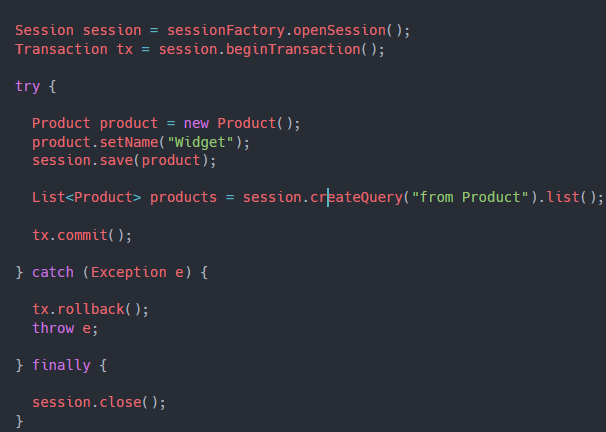 Session session = sessionFactory.openSession();
Transaction tx = session.beginTransaction();
try {
Product product = new Product();
product.setName("Widget");
session.save(product);
List<Product> products = session.createQuery("from Product").list();
tx.commit();
} catch (Exception e) {
tx.rollback();
throw e;
} finally {
session.close();
}